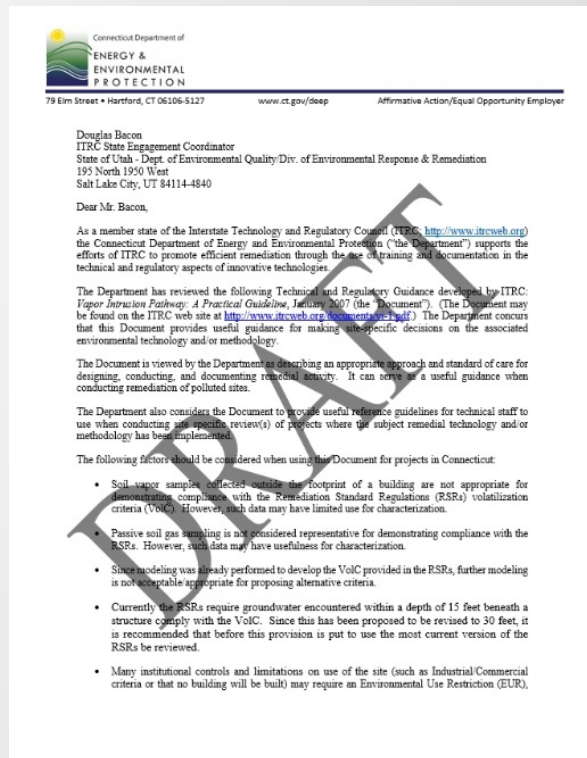 Connecticut Department of
ENERGY &
ENVIRONMENTAL
PROTECTION
79 Elm Street • Hartford, CT 06106-5127 www.ct.gov/deep Affirmative Action/Equal Opportunity Employer
Douglas Bacon
ITRC State Engagement Coordinator
State of Utah - Dept. of Environmental Quality/Div. of Environmental Response & Remediation
195 North 1950 West
Salt Lake City, UT 84114-4840
Dear Mr. Bacon,
As a member state of the Interstate Technology and Regulatory Council (ITRC; http://www.itrcweb.org)
the Connecticut Department of Energy and Environmental Protection ("the Department") supports the
efforts of ITRC to promote efficient remediation through the use of training and documentation in the
technical and regulatory aspects of innovative technologies.
The Department has reviewed the following Technical and Regulatory Guidance developed by ITRC:
Vapor Intrusion Pathway: A Practical Guideline, January 2007 (the "Document"). (The Document may
be found on the ITRC web site at http://www.itrcweb.org/documents/vi-1.pdf.) The Department concurs
that this Document provides useful guidance for making site-specific decisions on the associated
environmental technology and/or methodology.
The Document is viewed by the Department as describing an appropriate approach and standard of care for
designing, conducting, and documenting remedial activity. It can serve as a useful guidance when
conducting remediation of polluted sites.
The Department also considers the Document to provide useful reference guidelines for technical staff to
use when conducting site specific review(s) of projects where the subject remedial technology and/or
methodology has been implemented.
The following factors should be considered when using this Document for projects in Connecticut:
• Soil vapor samples collected outside the footprint of a building are not appropriate for
demonstrating compliance with the Remediation Standard Regulations (RSRs) volatilization
criteria (VolC). However, such data may have limited use for characterization.
• Passive soil gas sampling is not considered representative for demonstrating compliance with the
RSRs. However, such data may have usefulness for characterization.
• Since modeling was already performed to develop the VolC provided in the RSRs, further modeling
is not acceptable/appropriate for proposing alternative criteria.
• Currently the RSRs require groundwater encountered within a depth of 15 feet beneath a
structure comply with the VolC. Since this has been proposed to be revised to 30 feet, it
is recommended that before this provision is put to use the most current version of the
RSRs be reviewed.
• Many institutional controls and limitations on use of the site (such as Industrial/Commercial
criteria or that no building will be built) may require an Environmental Use Restriction (EUR),
DRAFT